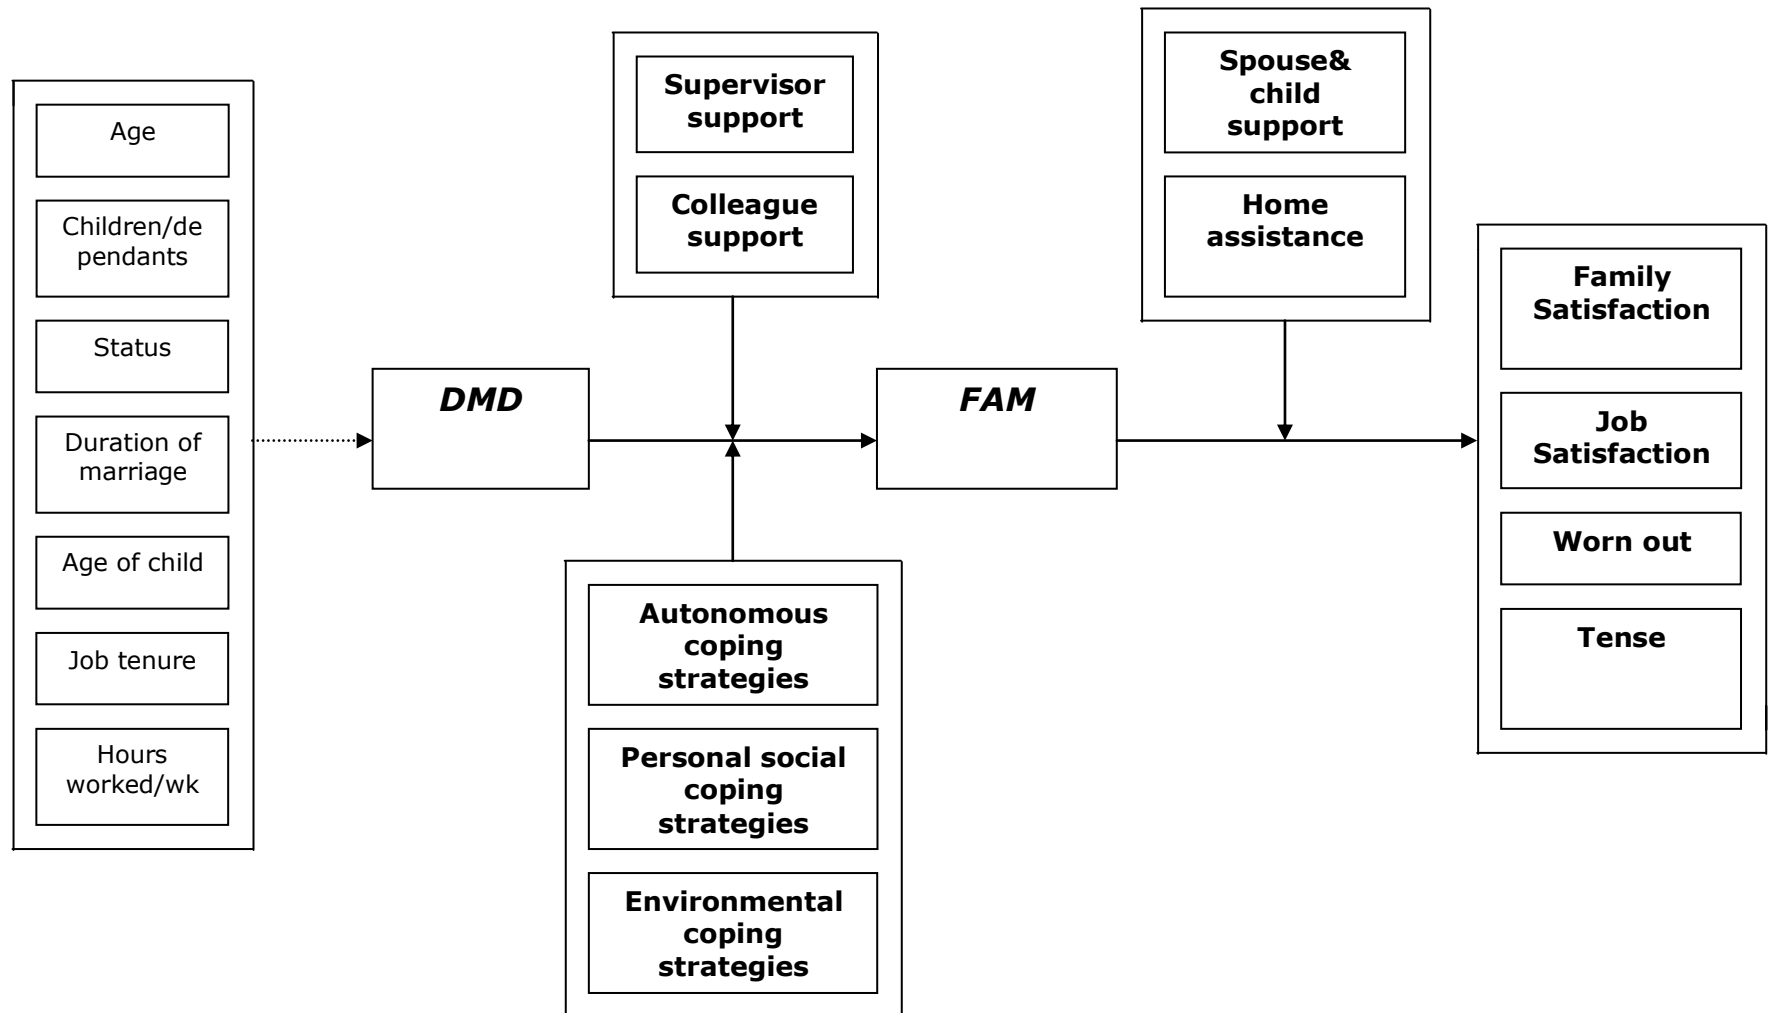 Age
Children/de
pendants
Status
Duration of
marriage
Age of child
Job tenure
Hours
worked/wk
DMD
Supervisor
support
Colleague
support
Autonomous
coping
strategies
Personal social
coping
strategies
Environmental
coping
strategies
FAM
Spouse&
child
support
Home
assistance
Family
Satisfaction
Job
Satisfaction
Worn out
Tense